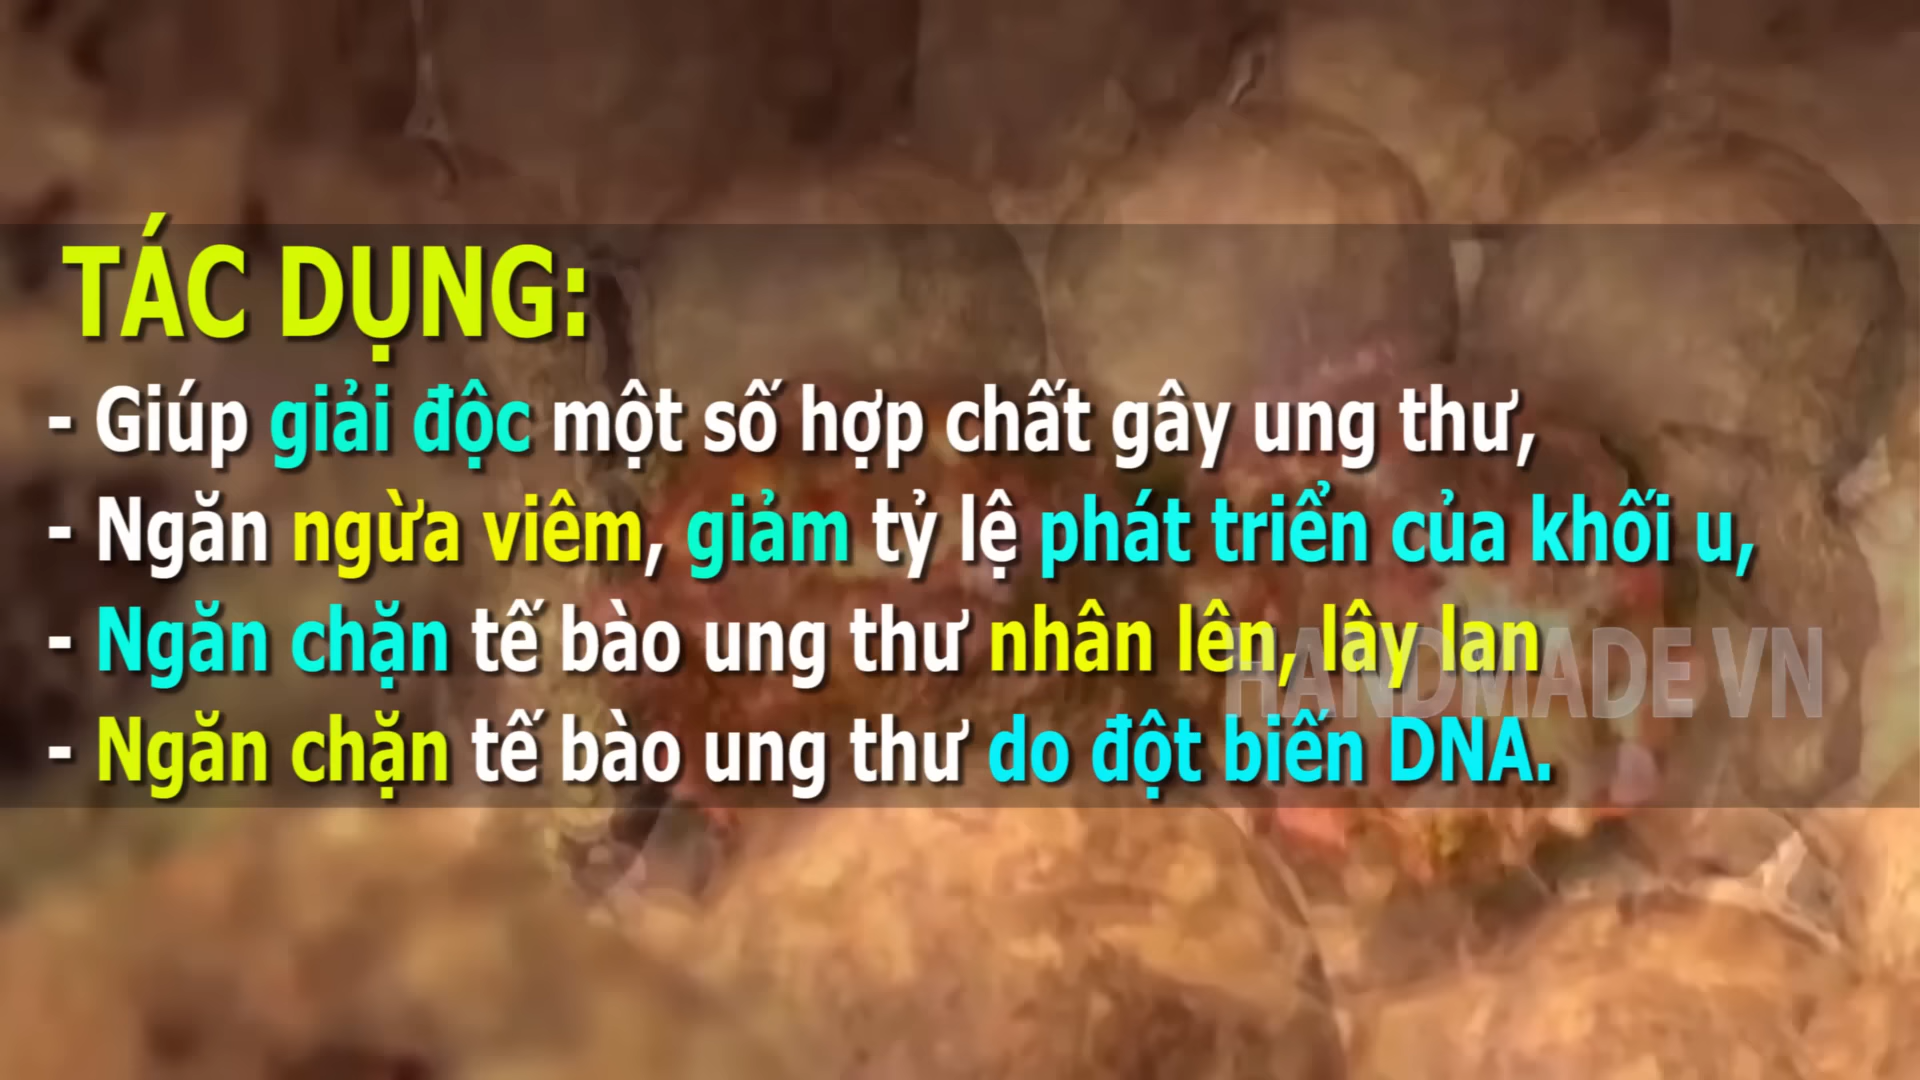 TÁC DỤNG:
- Giúp giải độc một số hợp chất gây ung thư,
- Ngăn ngừa viêm, giảm tỷ lệ phát triển của khối u,
- Ngăn chặn tế bào ung thư nhân lên, lây lan
HANDMADE VN
- Ngăn chặn tế bào ung thư do đột biến DNA.